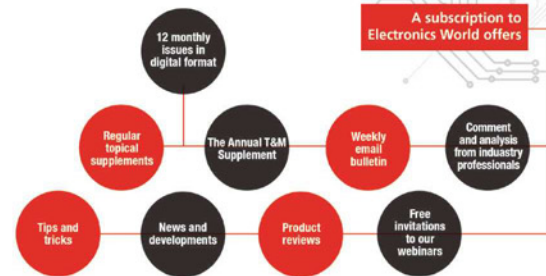 A subscription to
Electronics World offers
12 monthly
issues in
digital format
Regular
topical
supplements
The Annual T&M
Supplement
Weekly
email
bulletin
Comment
and analysis
from induastry
professionals
Tips and
tricks
News and
developments
Product
reviews
Free
invitations
to our
webinars